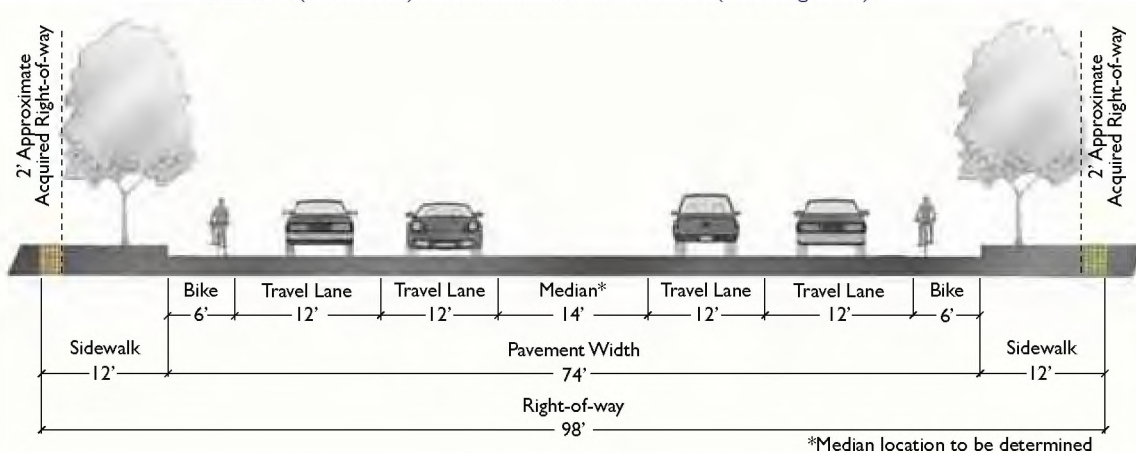 2' Approximate
Acquired Right-of-way
2' Approximate
Acquired Right-of-way
Bike
6'
Travel Lane
12'
Travel Lane
12'
Median*
14'
Travel Lane
12'
Travel Lane
12'
Bike
6'
Sidewalk
12'
Pavement Width
74'
Sidewalk
12'
Right-of-way
98'
*Median location to be determined